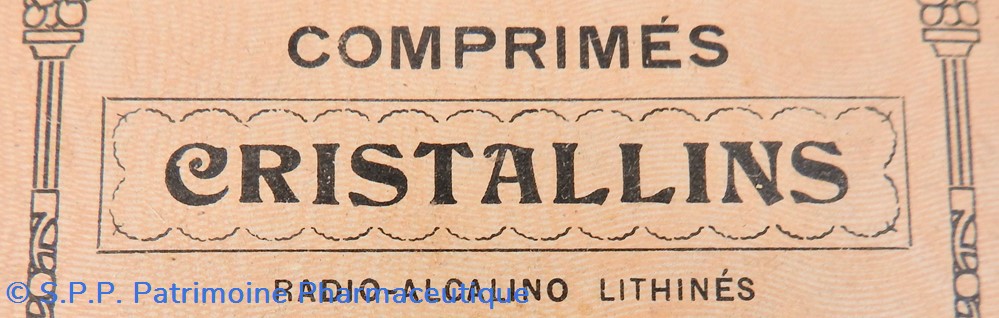 COMPRIMÉS
CRISTALLINS
RADIO-ALCALINO LITHINÉS
© S.P.P. Patrimoine Pharmaceutique